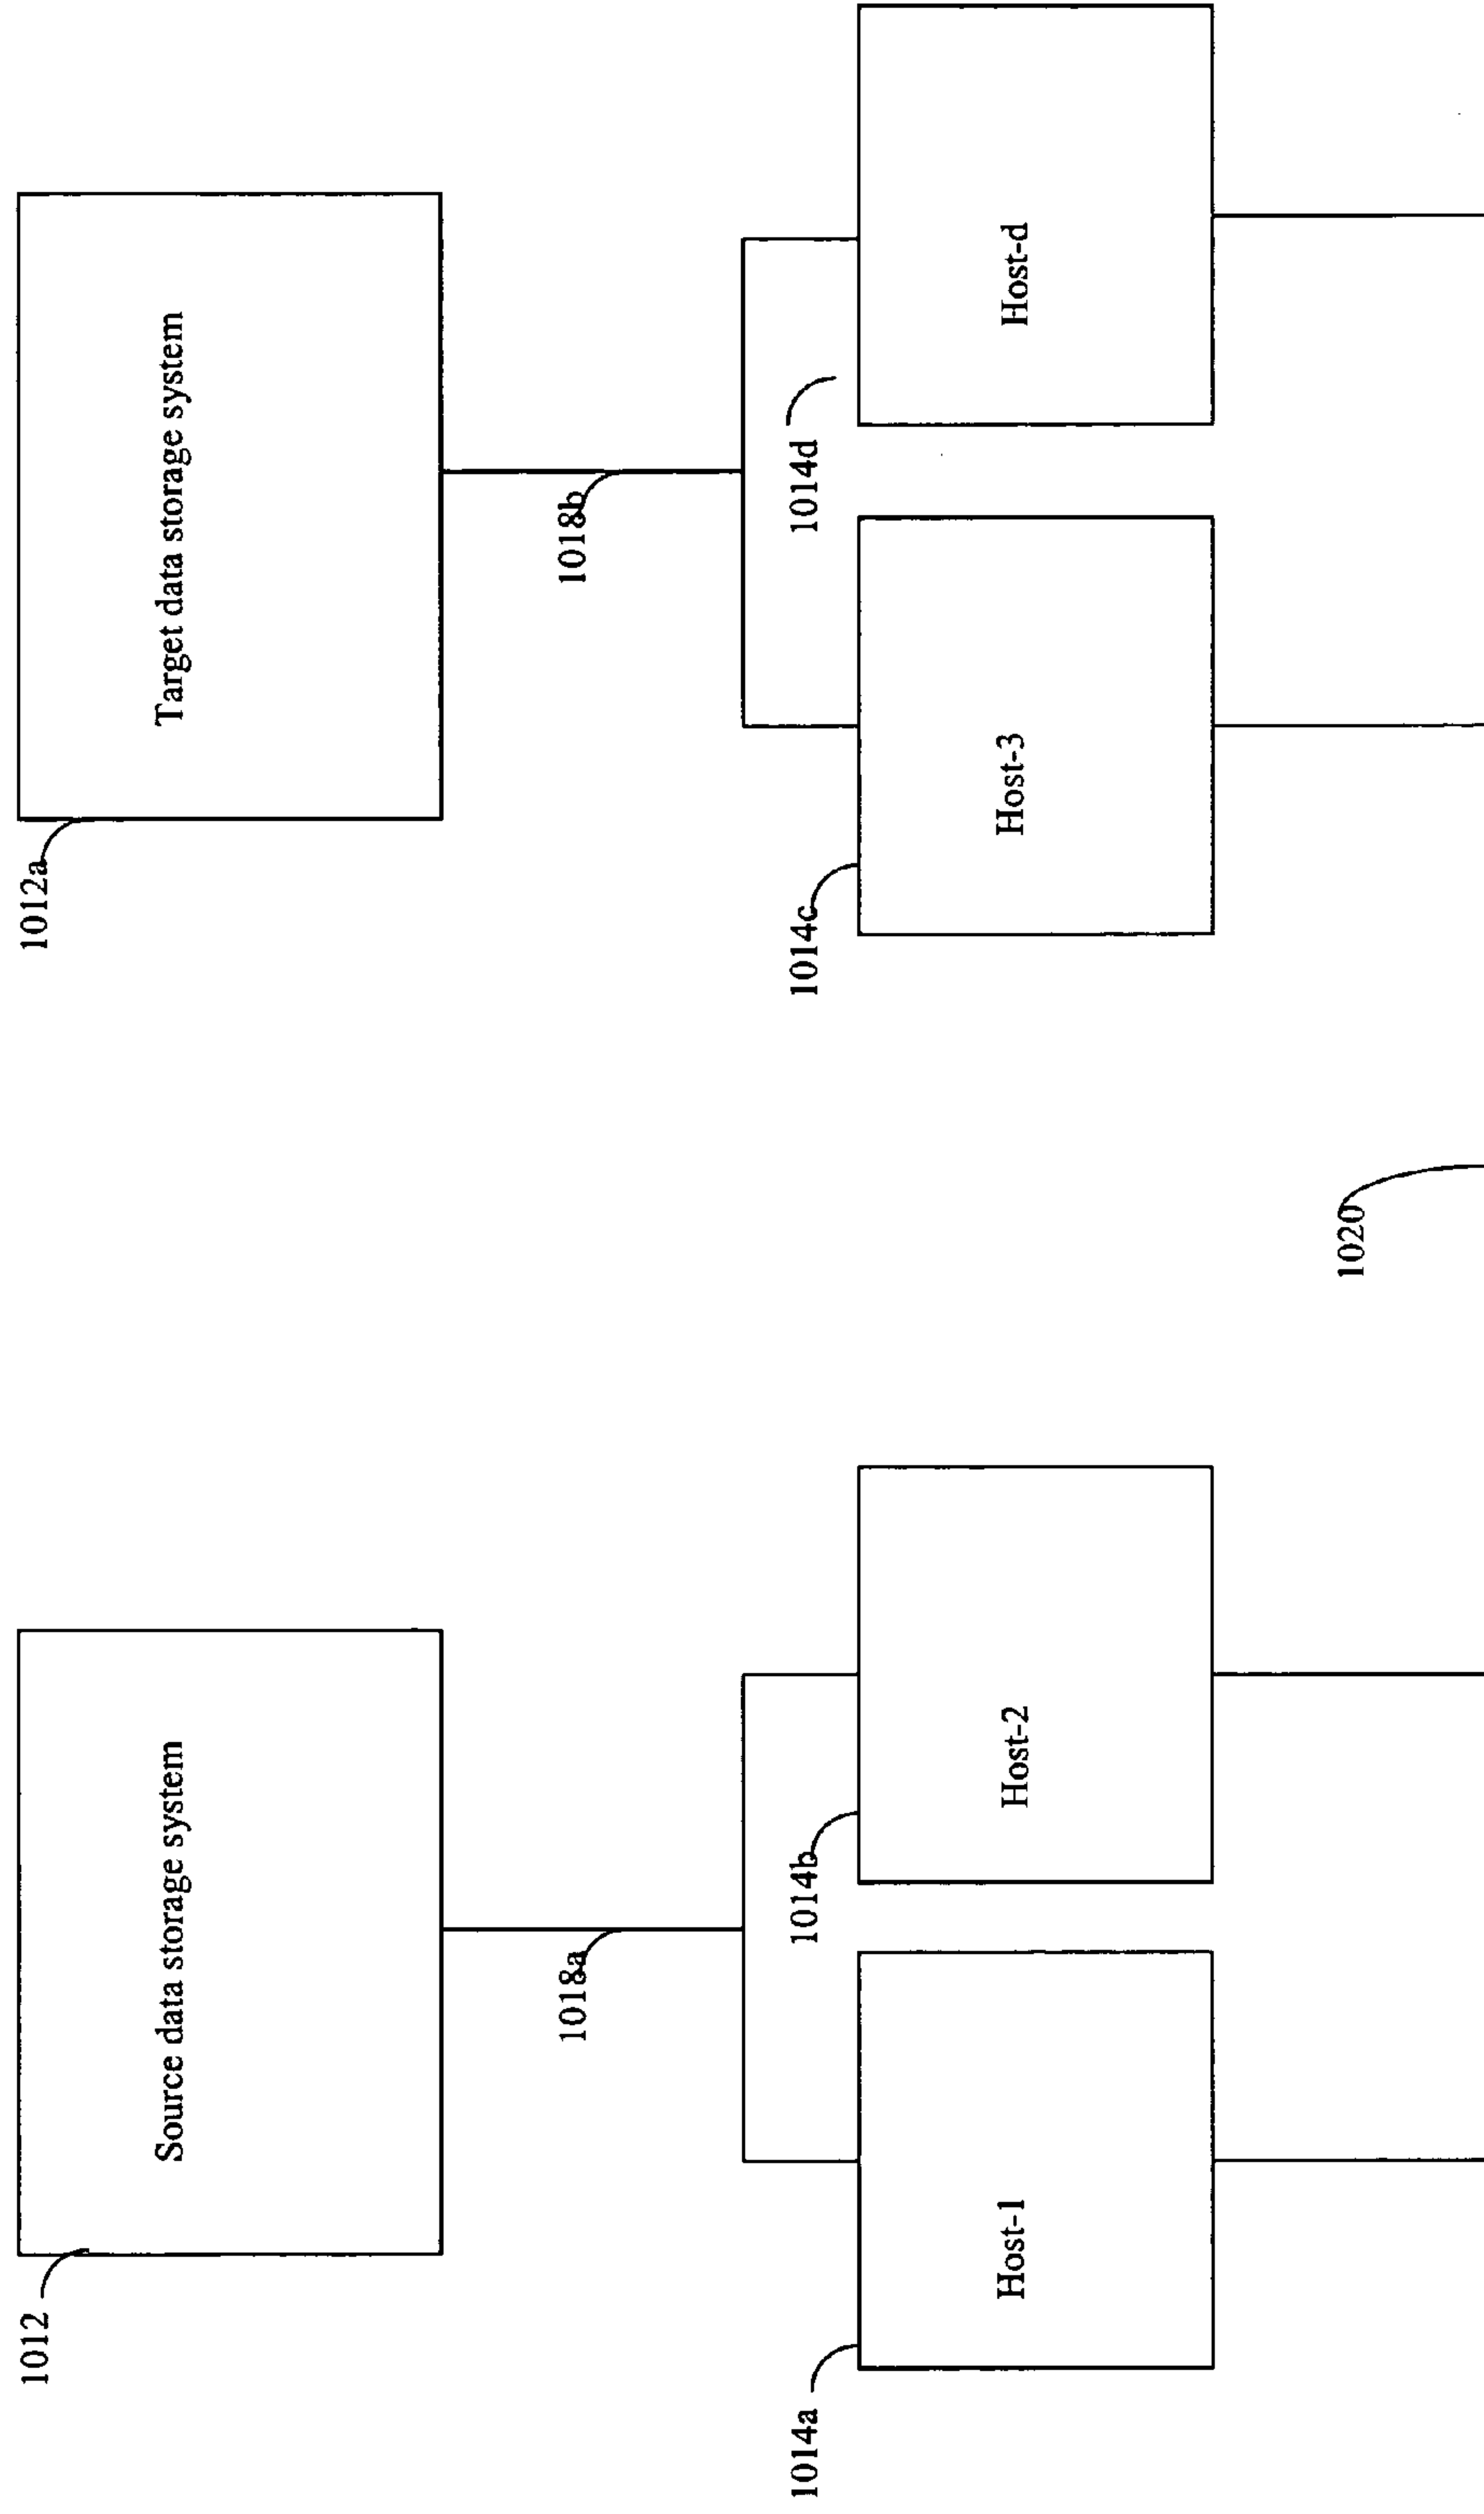 1012
Source data storage system
1012a
Target data storage system
1018a
1018b
1014a
1014b
1014c
1014d
Host-1
Host-2
Host-3
Host-d
1020